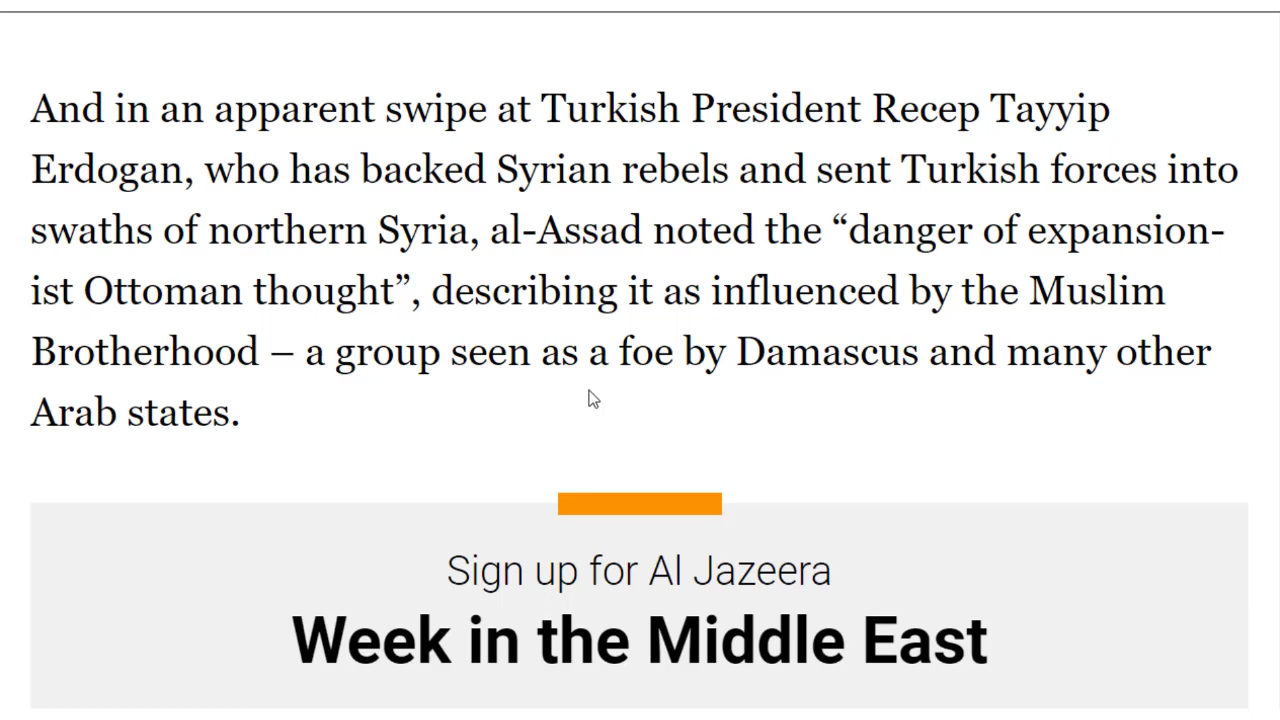 And in an apparent swipe at Turkish President Recep Tayyip
Erdogan, who has backed Syrian rebels and sent Turkish forces into
swaths of northern Syria, al-Assad noted the “danger of expansion-
ist Ottoman thought”, describing it as influenced by the Muslim
Brotherhood – a group seen as a foe by Damascus and many other
Arab states.
Sign up for Al Jazeera
Week in the Middle East